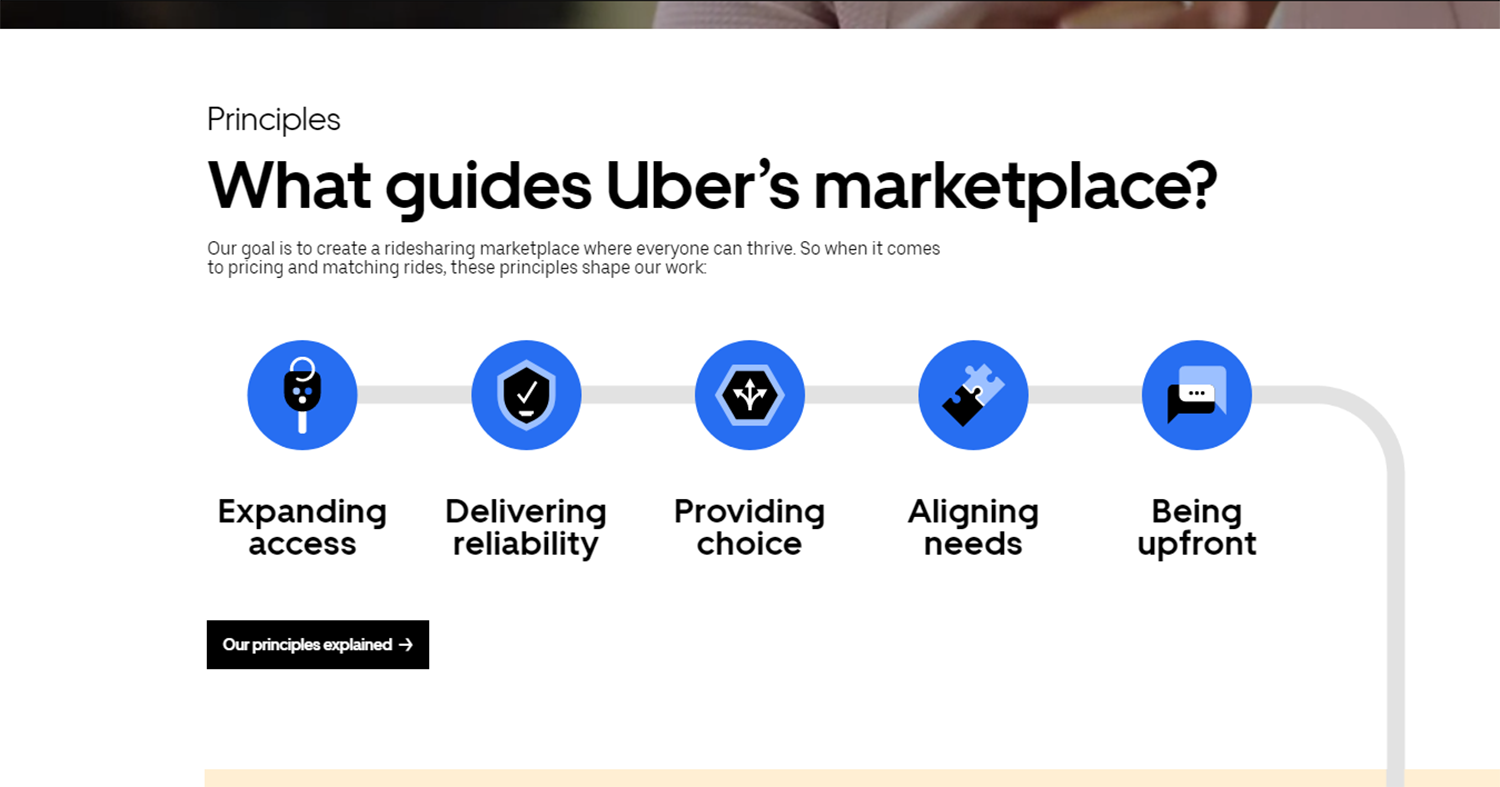 Principles
What guides Uber’s marketplace?
Our goal is to create a ridesharing marketplace where everyone can thrive. So when it comes
to pricing and matching rides, these principles shape our work:
Expanding
access
Delivering
reliability
Providing
choice
Aligning
needs
Being
upfront
Our principles explained →